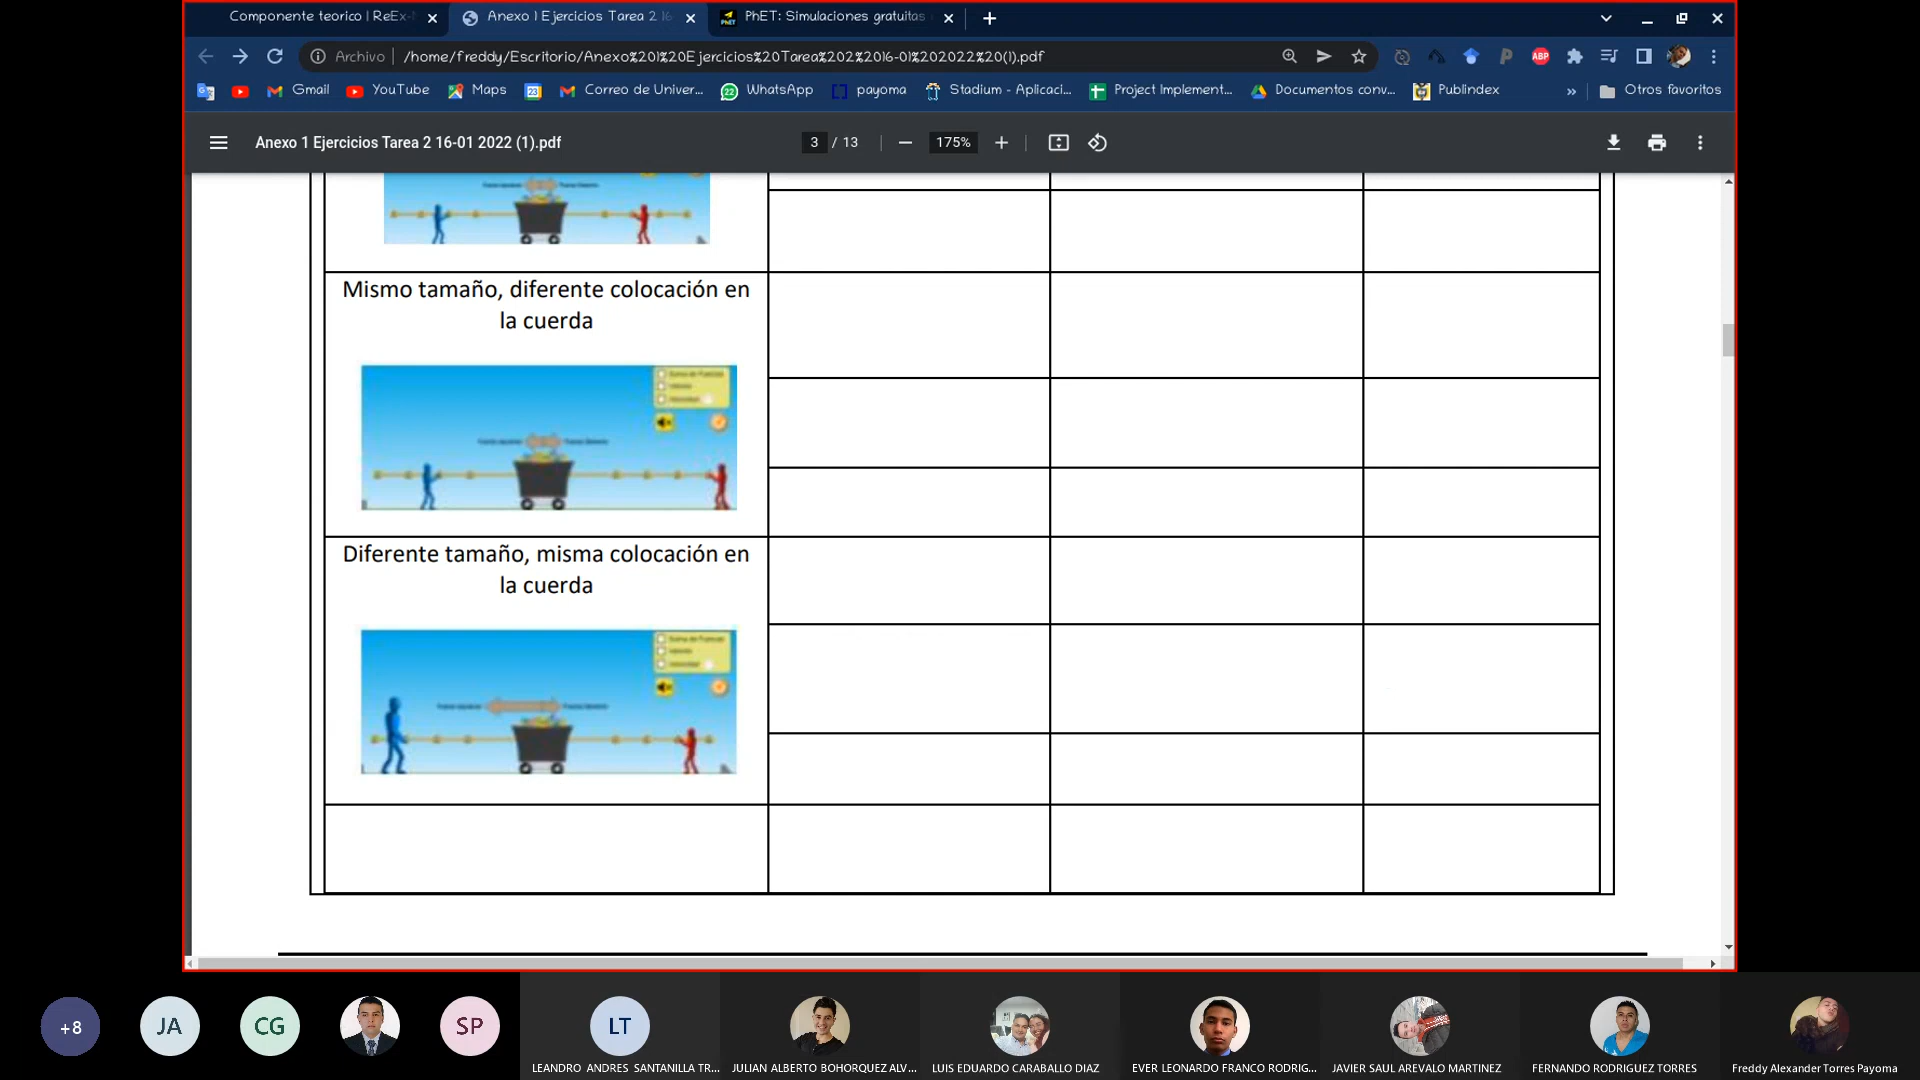 Componente teorico | ReEx-
Anexo 1 Ejercicios Tarea 2 16
PhET: Simulaciones gratuitas
Archivo
/home/freddy/Escritorio/Anexo%201%20Ejercicios%20Tarea%202%2016-01%202022%20(1).pdf
ABP
Gmail
YouTube
Maps
23
Correo de Univer...
22
WhatsApp
payoma
Stadium - Aplicaci...
Project Implement...
Documentos conv...
Publindex
»
Otros favoritos
Anexo 1 Ejercicios Tarea 2 16-01 2022 (1).pdf
3 / 13
175%
Mismo tamaño, diferente colocación en
la cuerda
Diferente tamaño, misma colocación en
la cuerda
+8
JA
CG
SP
LT
LEANDRO ANDRES SANTANILLA TR...
JULIAN ALBERTO BOHORQUEZ ALV...
LUIS EDUARDO CARABALLO DIAZ
EVER LEONARDO FRANCO RODRIG...
JAVIER SAUL AREVALO MARTINEZ
FERNANDO RODRIGUEZ TORRES
Freddy Alexander Torres Payoma